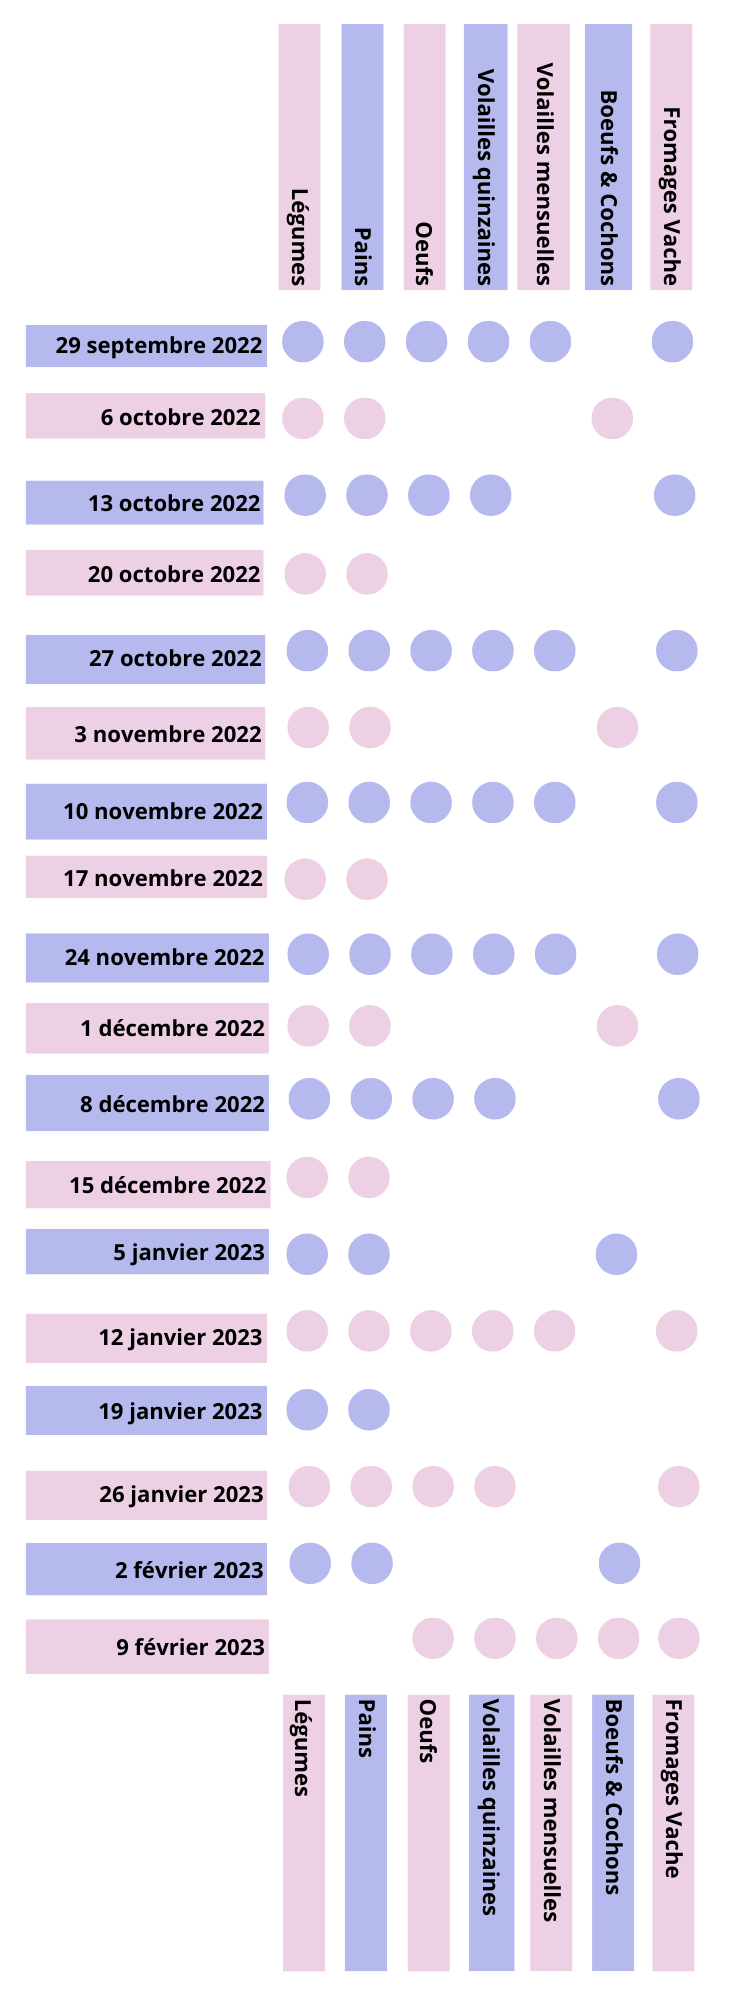 Légumes
Pains
Oeufs
Volailles quinzaines
Volailles mensuelles
Boeufs & Cochons
Fromages Vache
29 septembre 2022
6 octobre 2022
13 octobre 2022
20 octobre 2022
27 octobre 2022
3 novembre 2022
10 novembre 2022
17 novembre 2022
24 novembre 2022
1 décembre 2022
8 décembre 2022
15 décembre 2022
5 janvier 2023
12 janvier 2023
19 janvier 2023
26 janvier 2023
2 février 2023
9 février 2023
Légumes
Pains
Oeufs
Volailles quinzaines
Volailles mensuelles
Boeufs & Cochons
Fromages Vache